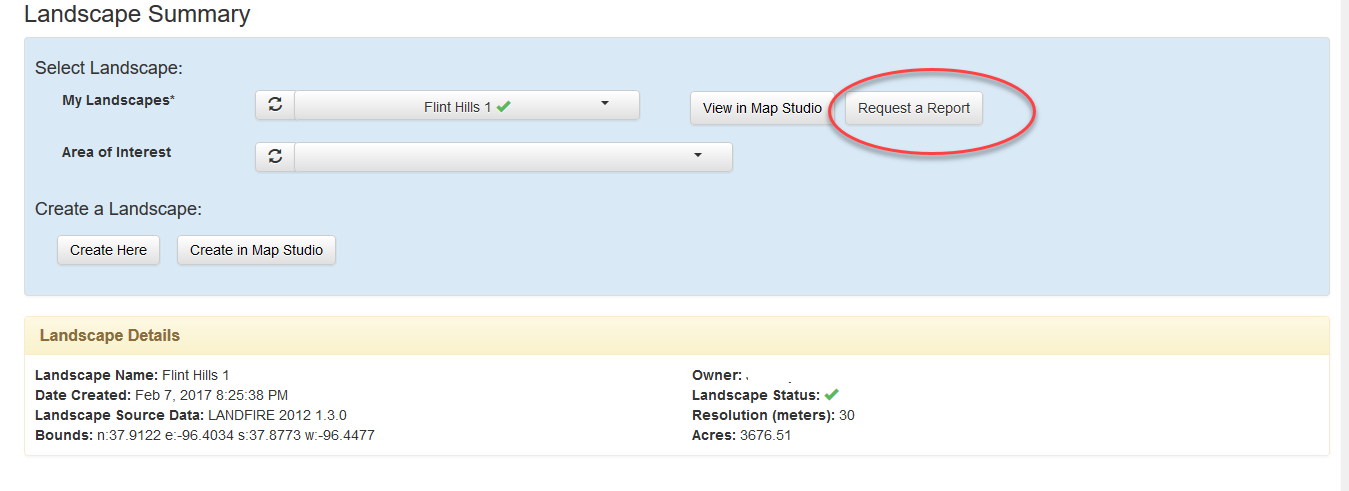 Landscape Summary
Select Landscape:
My Landscapes* Flint Hills 1 View in Map Studio Request a Report
Area of Interest
Create a Landscape:
Create Here Create in Map Studio
Landscape Details
Landscape Name: Flint Hills 1
Date Created: Feb 7, 2017 8:25:38 PM
Landscape Source Data: LANDFIRE 2012 1.3.0
Bounds: n:37.9122 e:-96.4034 s:37.8773 w:-96.4477
Owner:
Landscape Status:
Resolution (meters): 30
Acres: 3676.51